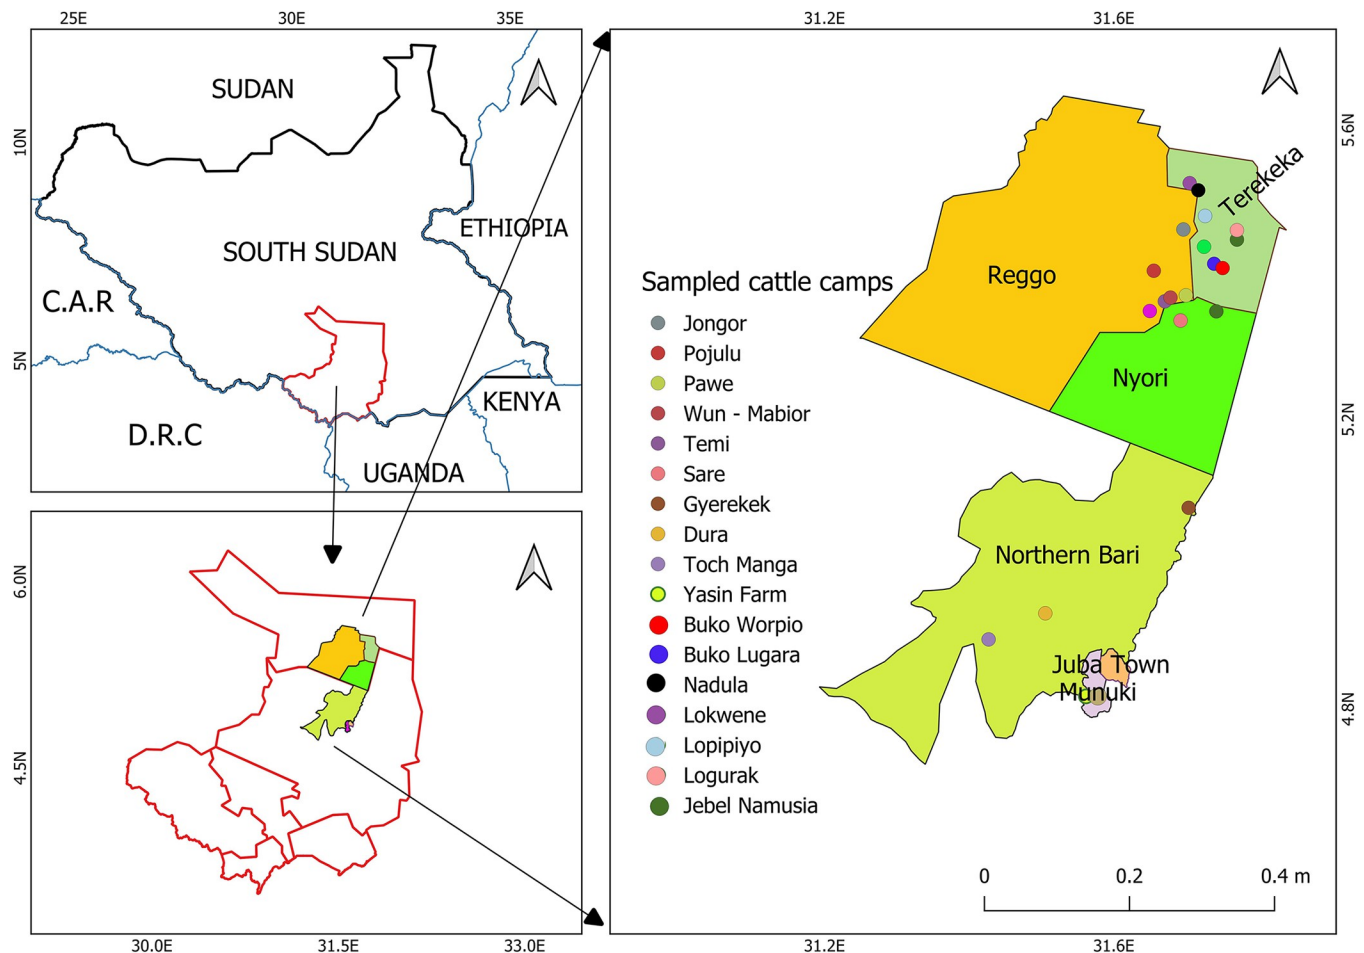 25E 30E 35E
10N
5N
SUDAN
ETHIOPIA
SOUTH SUDAN
C.A.R
D.R.C
KENYA
UGANDA
6.0N
4.5N
30.0E 31.5E 33.0E
31.2E 31.6E
5.6N
5.2N
4.8N
Terekeka
Reggo
Nyori
Northern Bari
Juba Town
Munuki
Sampled cattle camps
Jongor
Pojulu
Pawe
Wun - Mabior
Temi
Sare
Gyerekek
Dura
Toch Manga
Yasin Farm
Buko Worpio
Buko Lugara
Nadula
Lokwene
Lopipiyo
Logurak
Jebel Namusia
0 0.2 0.4 m
31.2E 31.6E